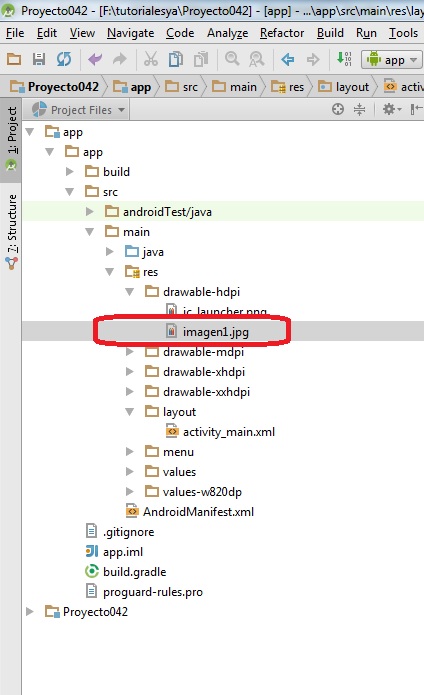 Proyecto042 - [F:\tutorialesya\Proyecto042] - [app] - ...\app\src\main\res\lay
File Edit View Navigate Code Analyze Refactor Build Run Tools
app
Proyecto042 app src main res layout activ
1: Project
7: Structure
Project Files
app
app
build
src
androidTest/java
main
java
res
drawable-hdpi
ic_launcher.png
imagen1.jpg
drawable-mdpi
drawable-xhdpi
drawable-xxhdpi
layout
activity_main.xml
menu
values
values-w820dp
AndroidManifest.xml
.gitignore
app.iml
build.gradle
proguard-rules.pro
Proyecto042